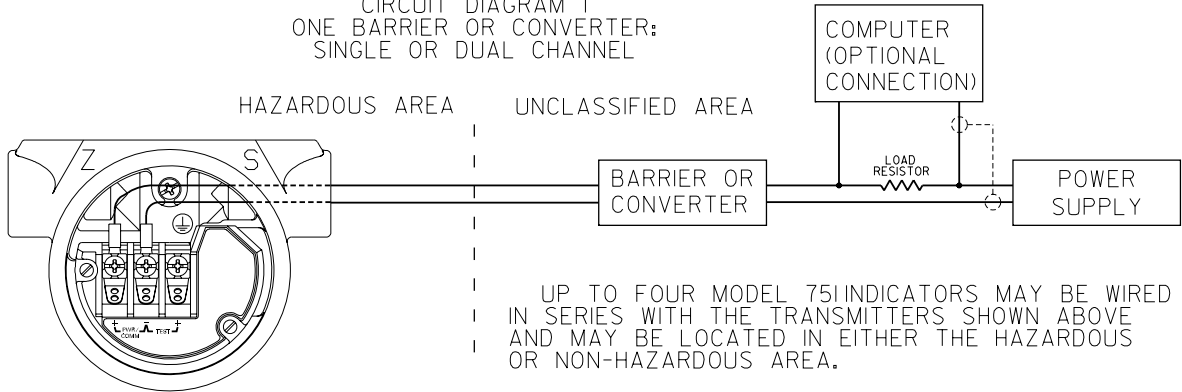 CIRCUIT DIAGRAM 1
ONE BARRIER OR CONVERTER:
SINGLE OR DUAL CHANNEL
COMPUTER
(OPTIONAL
CONNECTION)
HAZARDOUS AREA
UNCLASSIFIED AREA
Z
S
LOAD
RESISTOR
BARRIER OR
CONVERTER
POWER
SUPPLY
UP TO FOUR MODEL 751 INDICATORS MAY BE WIRED
IN SERIES WITH THE TRANSMITTERS SHOWN ABOVE
AND MAY BE LOCATED IN EITHER THE HAZARDOUS
OR NON-HAZARDOUS AREA.
+ PWR/ COMM - TEST